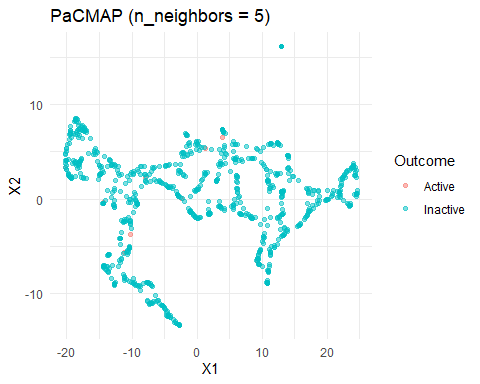 PaCMAP (n_neighbors = 5)
X2
10
0
-10
-20
-10
0
10
20
X1
Outcome
Active
Inactive